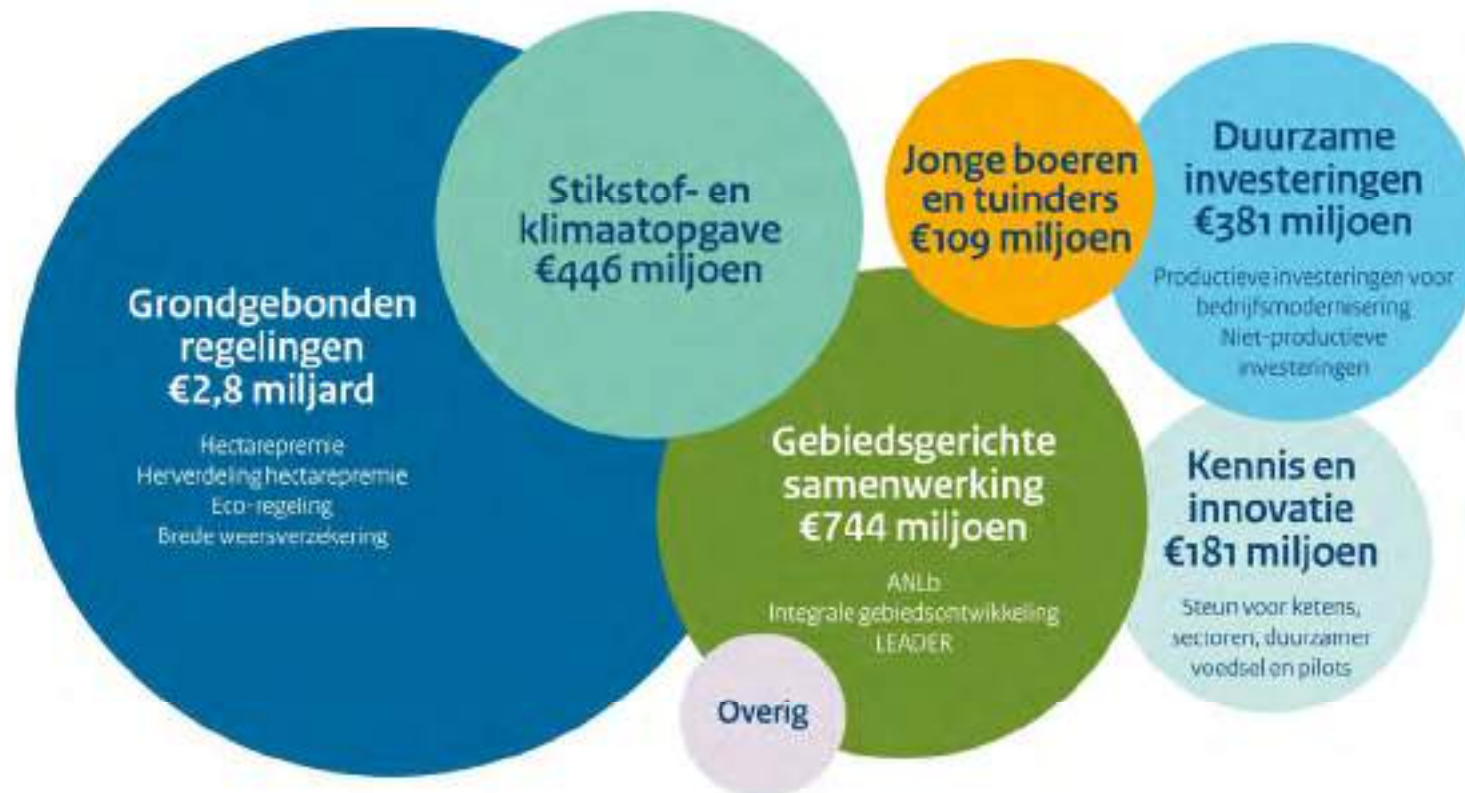 Grondgebonden
regelingen
€2,8 miljard
Hectarepremie
Herverdeling hectarepremie
Eco-regeling
Brede weersverzekering
Stikstof- en
klimaatopgave
€446 miljoen
Jonge boeren
en tuinders
€109 miljoen
Duurzame
investeringen
€381 miljoen
Productieve investeringen voor
bedrijfsmodernisering
Niet-productieve
investeringen
Gebiedsgerichte
samenwerking
€744 miljoen
ANLb
Integrale gebiedsontwikkeling
LEADER
Kennis en
innovatie
€181 miljoen
Steun voor ketens,
sectoren, duurzamer
voedsel en pilots
Overig